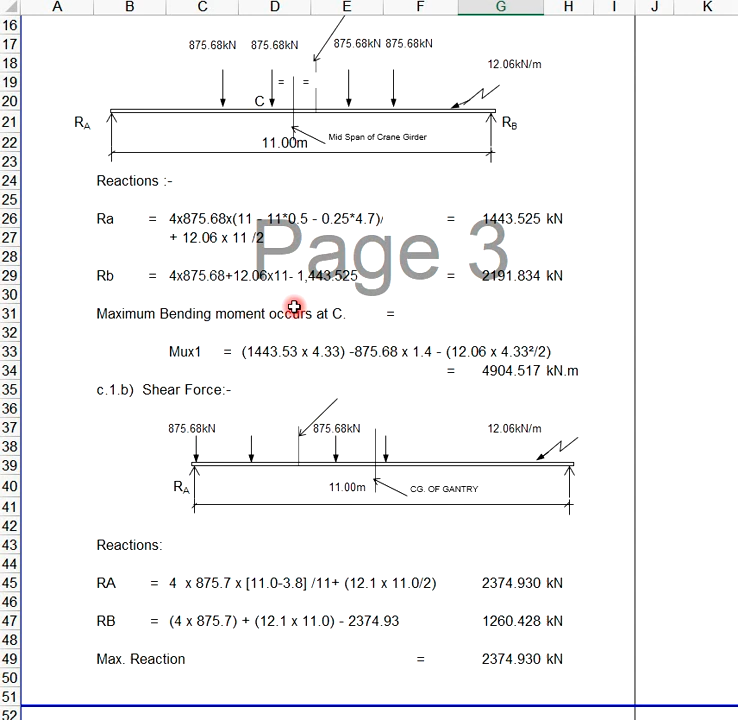 A B C D E F G H I J K
16
17 875.68kN 875.68kN 875.68kN 875.68kN
18 12.06kN/m
19 = =
20 C
21 RA RB
22 11.00m Mid Span of Crane Girder
23
24 Reactions :-
25
26 Ra = 4x875.68x(11 - 11*0.5 - 0.25*4.7)/ = 1443.525 kN
27 + 12.06 x 11 /2
28
Page 3
29 Rb = 4x875.68+12.06x11- 1,443.525 = 2191.834 kN
30
31 Maximum Bending moment occurs at C. =
32
33 Mux1 = (1443.53 x 4.33) -875.68 x 1.4 - (12.06 x 4.33²/2)
34 = 4904.517 kN.m
35 c.1.b) Shear Force:-
36
37 875.68kN 875.68kN 12.06kN/m
38
39
40 RA 11.00m CG. OF GANTRY
41
42
43 Reactions:
44
45 RA = 4 x 875.7 x [11.0-3.8] /11+ (12.1 x 11.0/2) 2374.930 kN
46
47 RB = (4 x 875.7) + (12.1 x 11.0) - 2374.93 1260.428 kN
48
49 Max. Reaction = 2374.930 kN
50
51
52